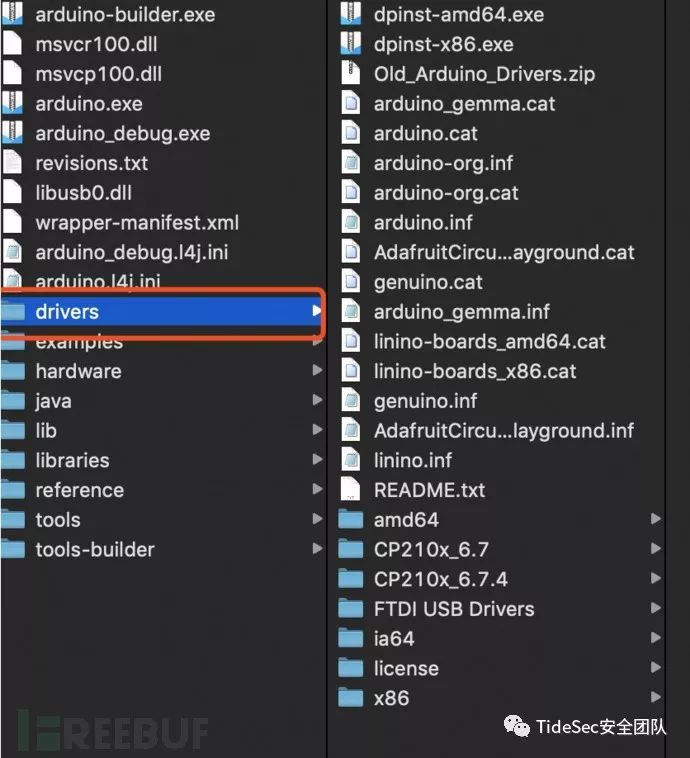 arduino-builder.exe
msvcr100.dll
msvcp100.dll
arduino.exe
arduino_debug.exe
revisions.txt
libusb0.dll
wrapper-manifest.xml
arduino_debug.l4j.ini
arduino.l4j.ini
drivers
examples
hardware
java
lib
libraries
reference
tools
tools-builder
dpinst-amd64.exe
dpinst-x86.exe
Old_Arduino_Drivers.zip
arduino_gemma.cat
arduino.cat
arduino-org.inf
arduino-org.cat
arduino.inf
AdafruitCircu...ayground.cat
genuino.cat
arduino_gemma.inf
linino-boards_amd64.cat
linino-boards_x86.cat
genuino.inf
AdafruitCircu...layground.inf
linino.inf
README.txt
amd64
CP210x_6.7
CP210x_6.7.4
FTDI USB Drivers
ia64
license
x86
FREEBUF
TideSec安全团队